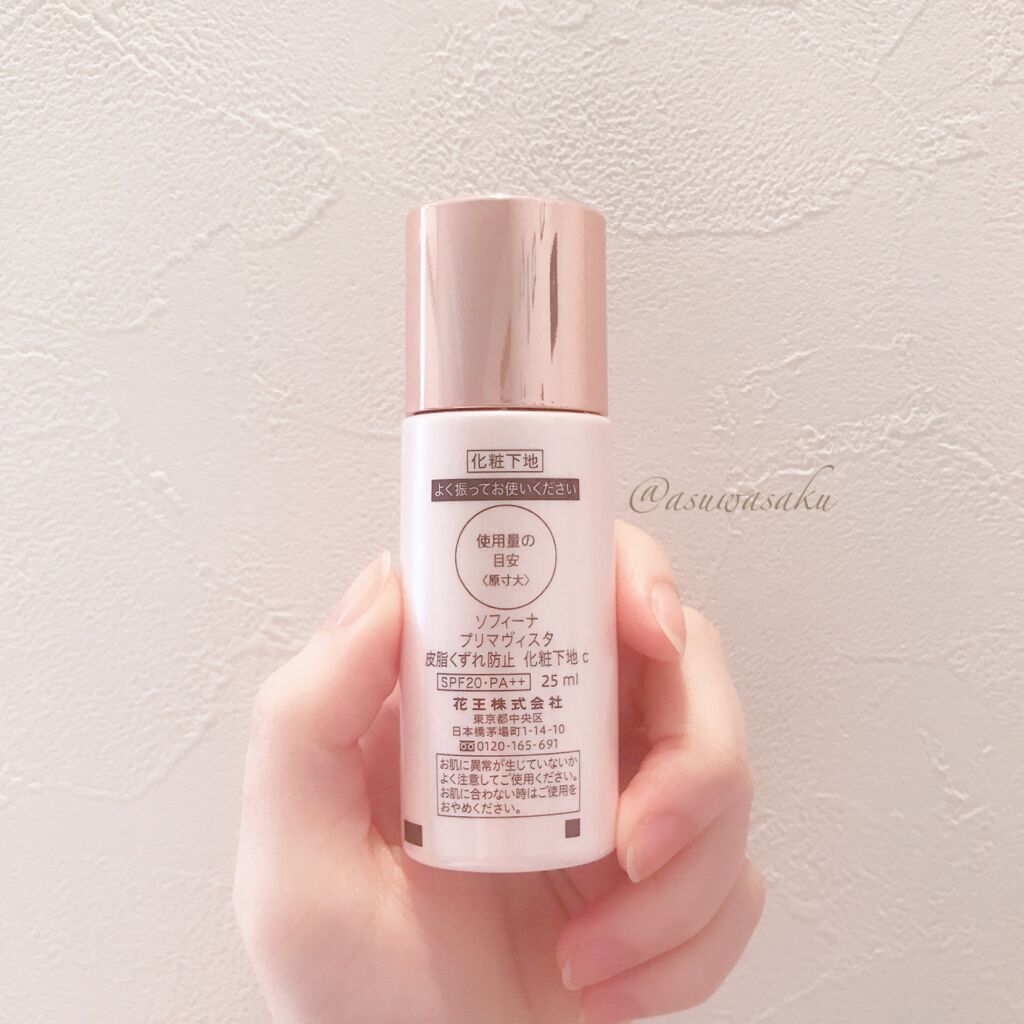 化粧下地
よく振ってお使いください
使用量の
目安
〈原寸大〉
ソフィーナ
プリマヴィスタ
皮脂くずれ防止 化粧下地 c
SPF20・PA++ 25 ml
花王株式会社
東京都中央区
日本橋茅場町1-14-10
0120-165-691
お肌に異常が生じていないか
よく注意してご使用ください。
お肌に合わない時はご使用を
おやめください。
@asuwasaku